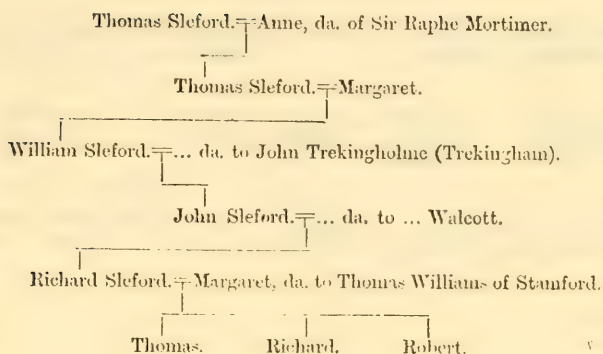 Thomas Sleford.=Anne, da. of Sir Raphe Mortimer.
Thomas Sleford.=Margaret.
William Sleford.=... da. to John Trekingholme (Trekingham).
John Sleford.=... da. to ... Walcott.
Richard Sleford.=Margaret, da. to Thomas Williams of Stamford.
Thomas. Richard. Robert.